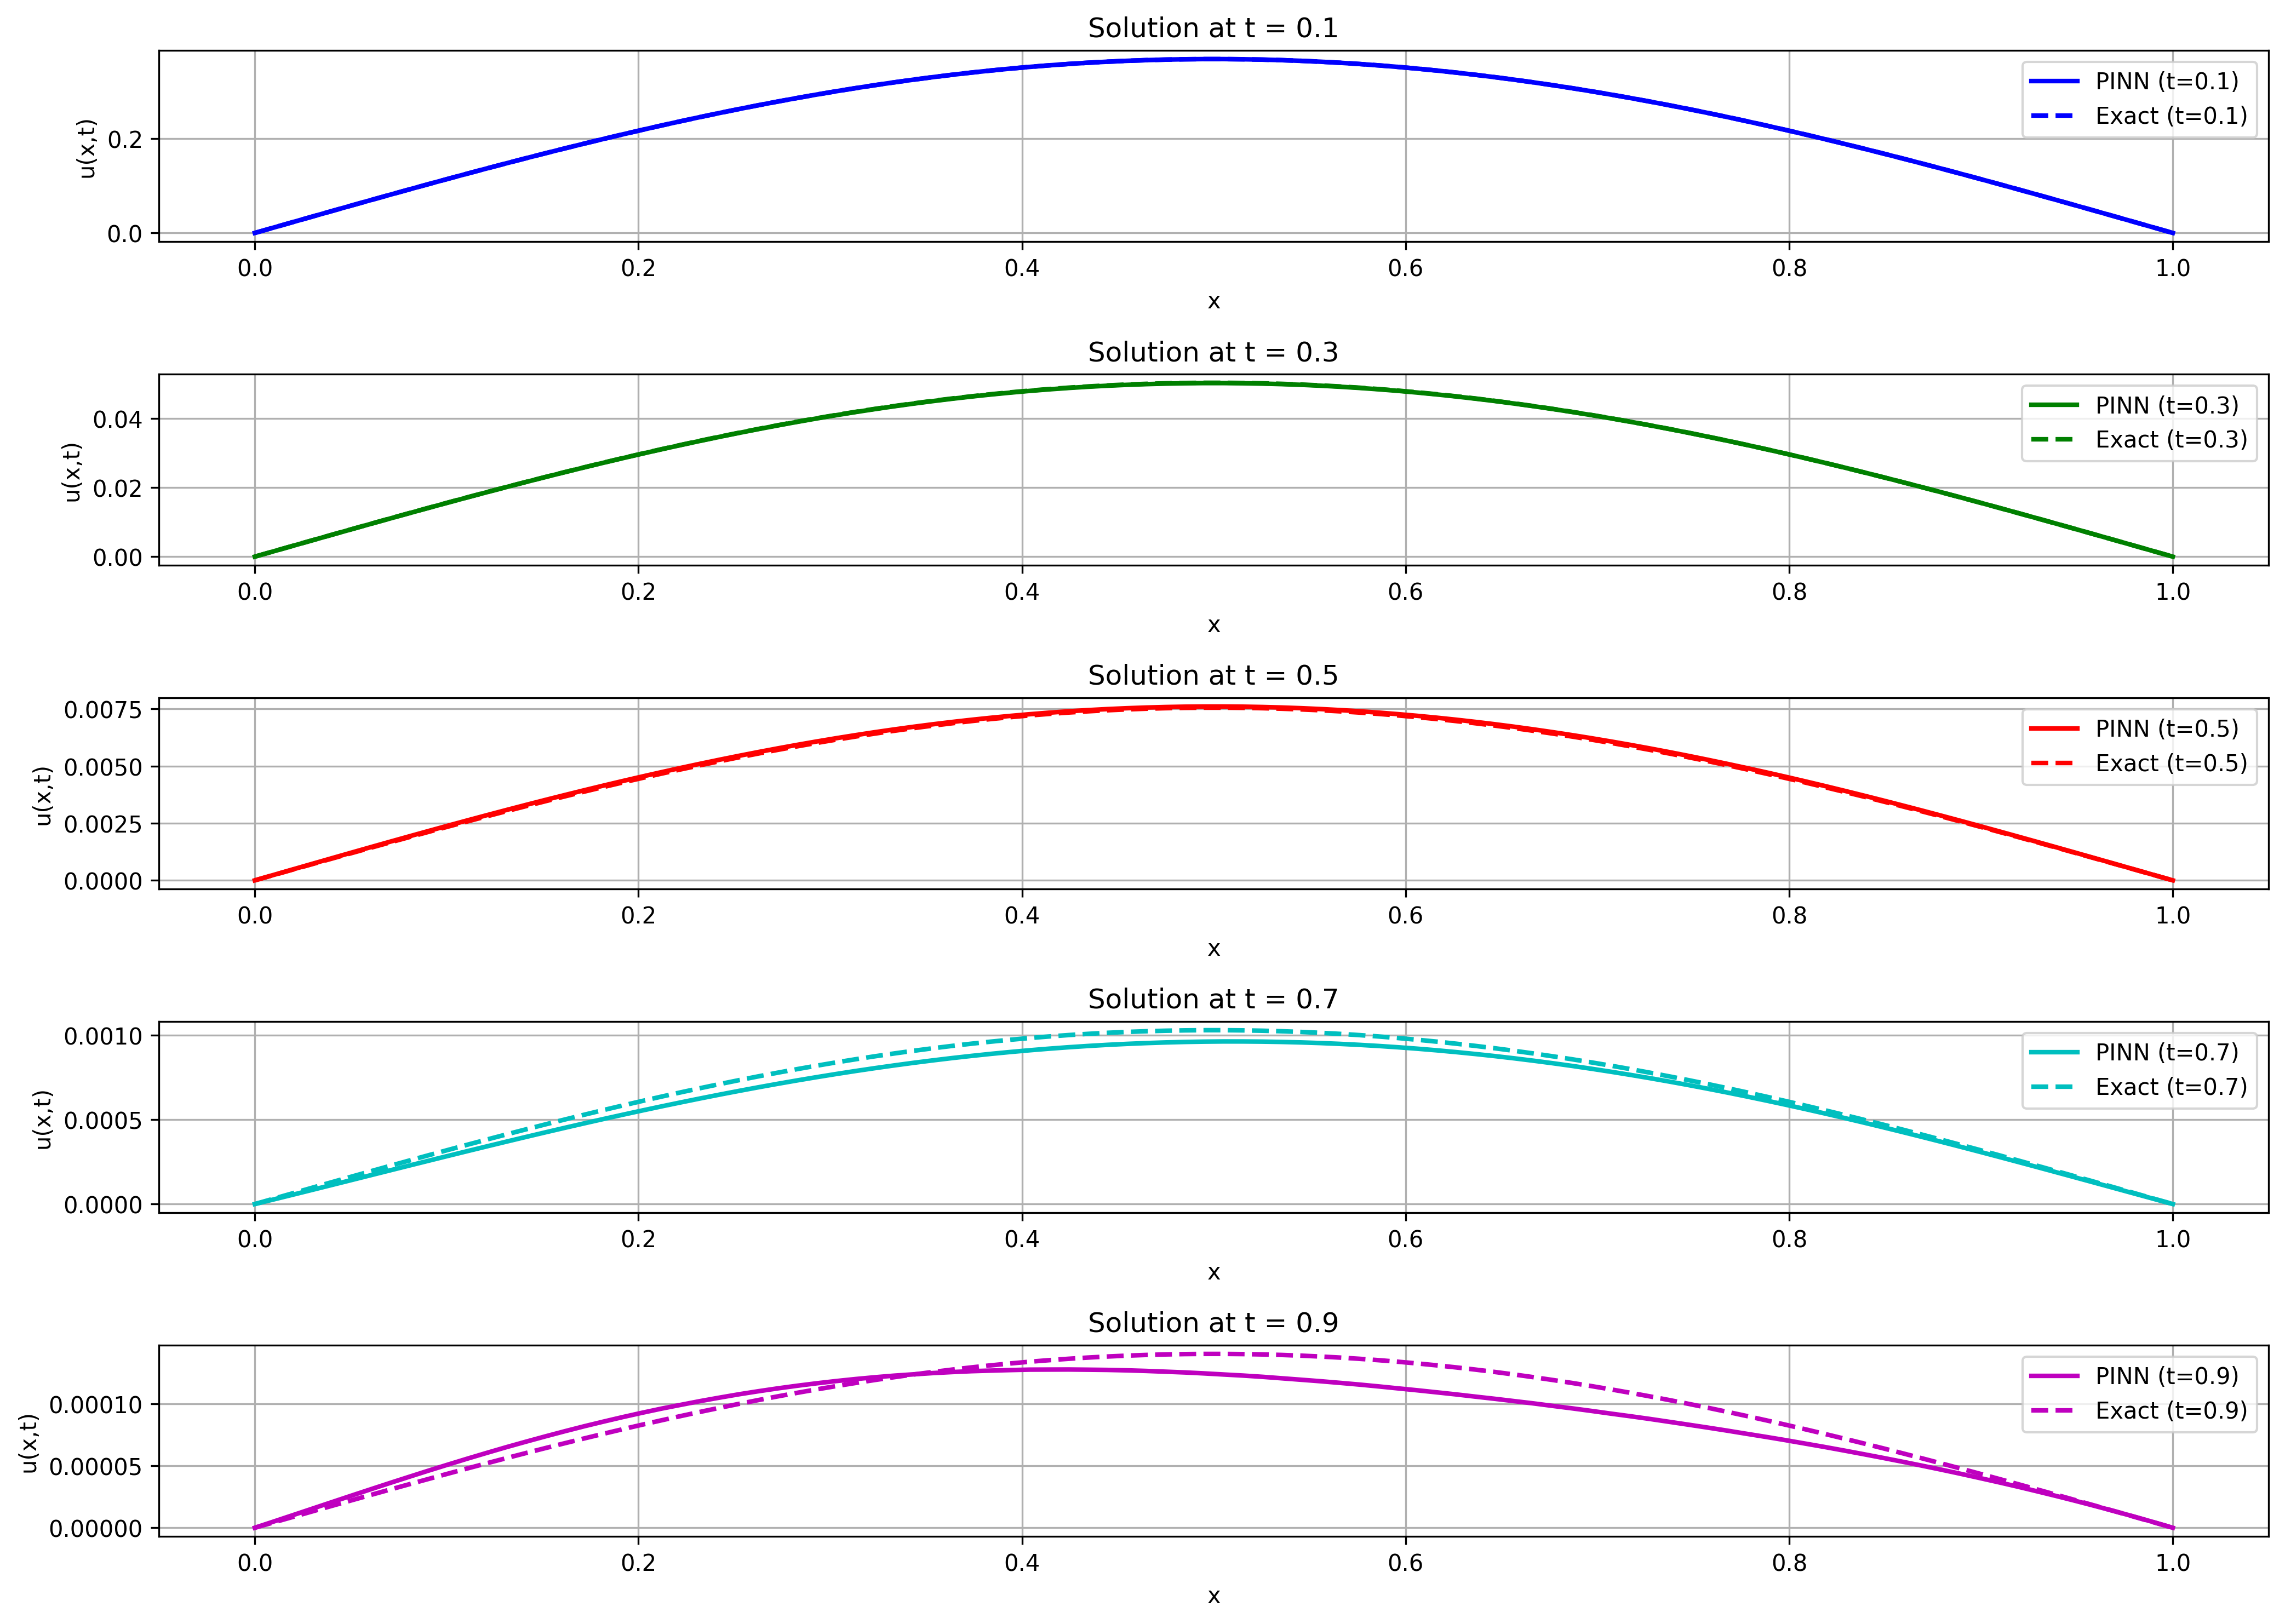 Solution at t = 0.1
u(x,t)
0.2
0.0
PINN (t=0.1)
Exact (t=0.1)
0.0 0.2 0.4 0.6 0.8 1.0
x
Solution at t = 0.3
u(x,t)
0.04
0.02
0.00
PINN (t=0.3)
Exact (t=0.3)
0.0 0.2 0.4 0.6 0.8 1.0
x
Solution at t = 0.5
u(x,t)
0.0075
0.0050
0.0025
0.0000
PINN (t=0.5)
Exact (t=0.5)
0.0 0.2 0.4 0.6 0.8 1.0
x
Solution at t = 0.7
u(x,t)
0.0010
0.0005
0.0000
PINN (t=0.7)
Exact (t=0.7)
0.0 0.2 0.4 0.6 0.8 1.0
x
Solution at t = 0.9
u(x,t)
0.00010
0.00005
0.00000
PINN (t=0.9)
Exact (t=0.9)
0.0 0.2 0.4 0.6 0.8 1.0
x